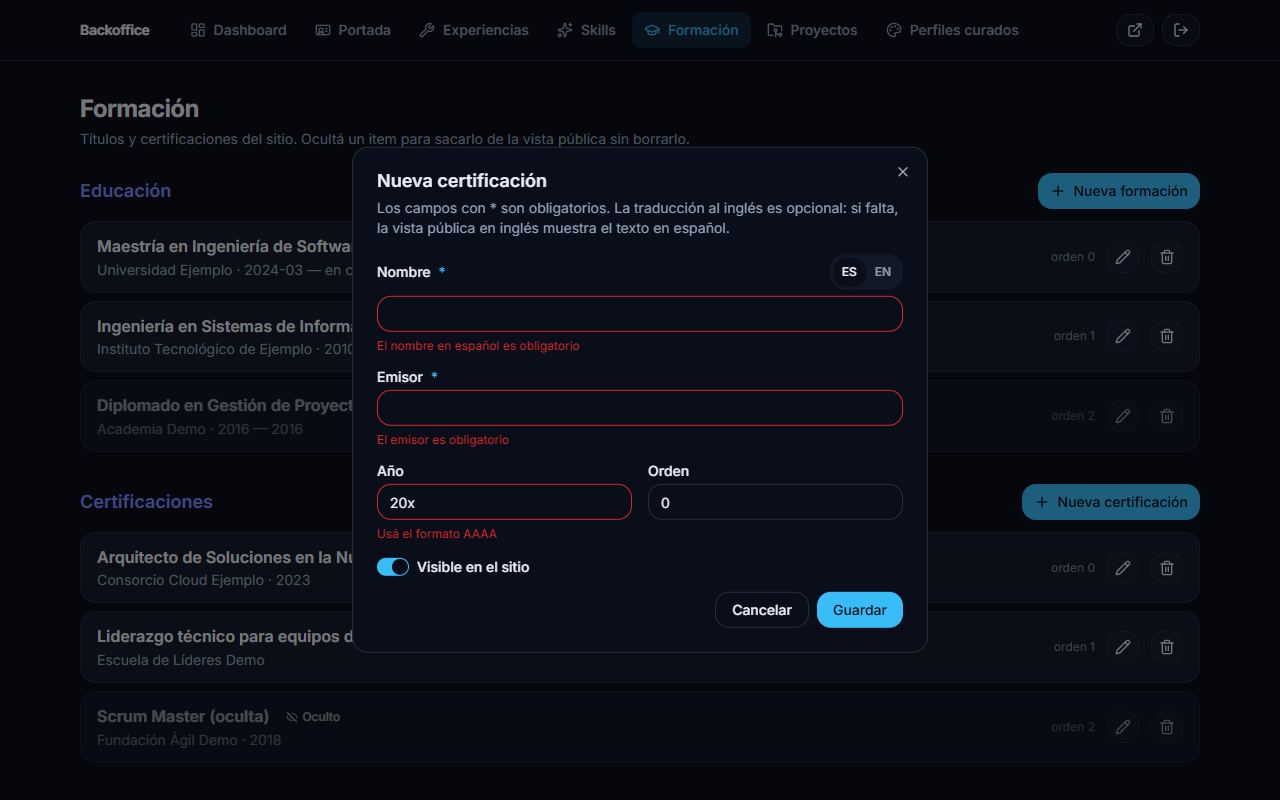 Backoffice
Dashboard
Portada
Experiencias
Skills
Formación
Proyectos
Perfiles curados
Formación
Títulos y certificaciones del sitio. Ocultá un item para sacarlo de la vista pública sin borrarlo.
Educación
Nueva formación
Maestría en Ingeniería de Softwa
Universidad Ejemplo · 2024-03 — en c
orden 0
Ingeniería en Sistemas de Informa
Instituto Tecnológico de Ejemplo · 2010
orden 1
Diplomado en Gestión de Proyect
Academia Demo · 2016 — 2016
orden 2
Certificaciones
Nueva certificación
Arquitecto de Soluciones en la Nu
Consorcio Cloud Ejemplo · 2023
orden 0
Liderazgo técnico para equipos d
Escuela de Líderes Demo
orden 1
Scrum Master (oculta) Oculto
Fundación Ágil Demo · 2018
orden 2
Nueva certificación
Los campos con * son obligatorios. La traducción al inglés es opcional: si falta,
la vista pública en inglés muestra el texto en español.
Nombre *
ES EN
El nombre en español es obligatorio
Emisor *
El emisor es obligatorio
Año
Orden
20x
0
Usá el formato AAAA
Visible en el sitio
Cancelar
Guardar